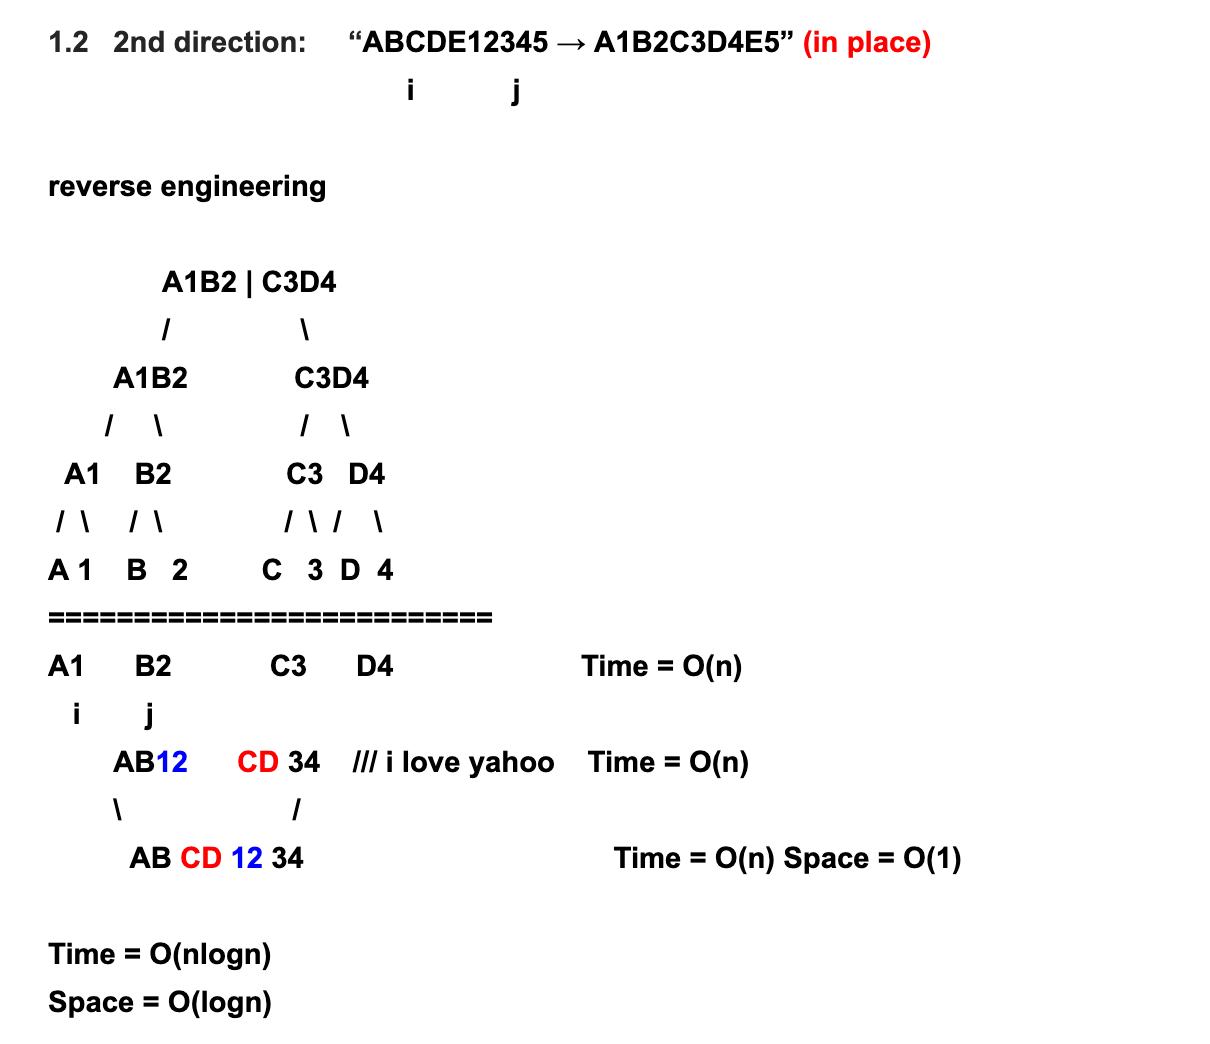 1.2 2nd direction: “ABCDE12345 → A1B2C3D4E5” (in place)
i j
reverse engineering
A1B2 | C3D4
/ \
A1B2 C3D4
/ \ / \
A1 B2 C3 D4
/ \ / \ / \ / \
A 1 B 2 C 3 D 4
==========================
A1 B2 C3 D4 Time = O(n)
i j
AB12 CD 34 /// i love yahoo Time = O(n)
\ /
AB CD 12 34 Time = O(n) Space = O(1)
Time = O(nlogn)
Space = O(logn)